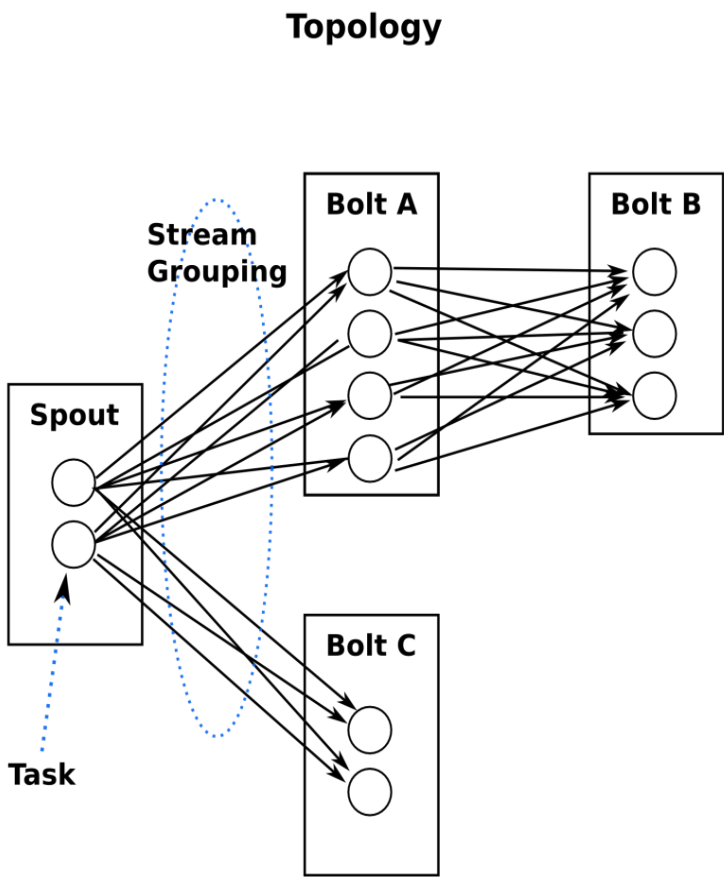 Topology
Stream
Grouping
Bolt A
Bolt B
Spout
Bolt C
Task